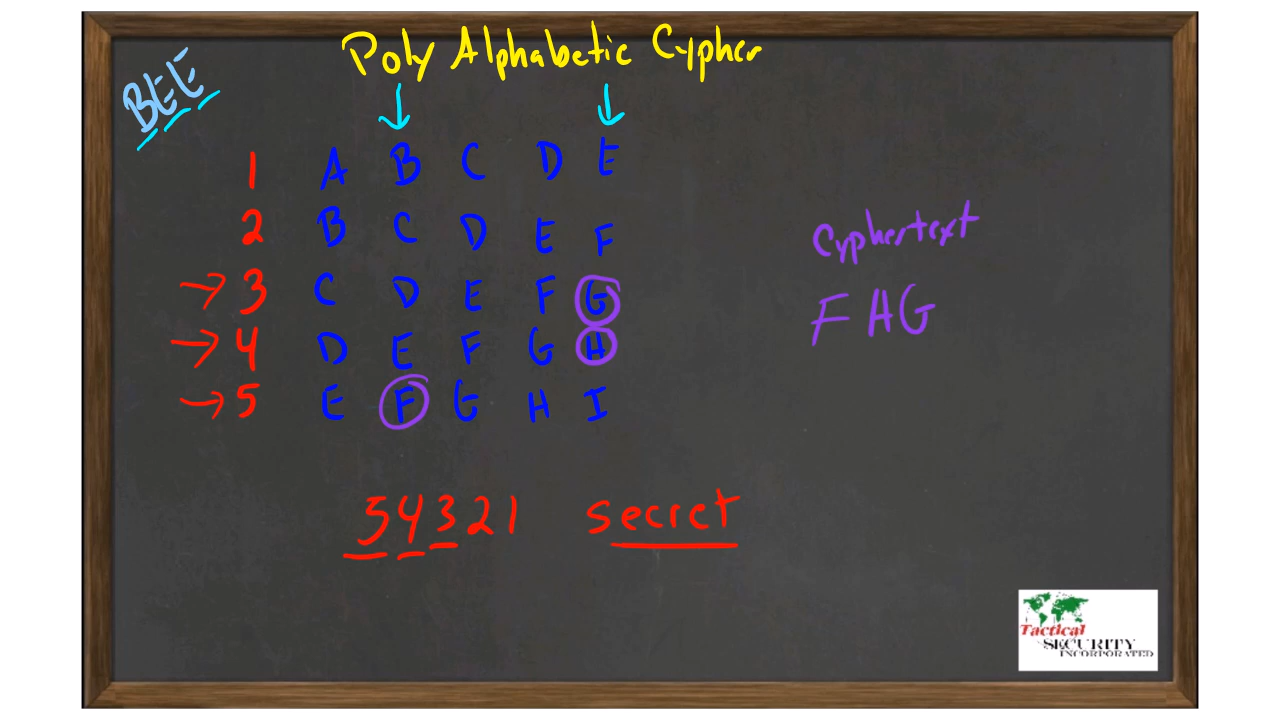 Poly Alphabetic Cypher
BEE
1 A B C D E
2 B C D E F
3 C D E F G
4 D E F G H
5 E F G H I
Cyphertext
FHG
54321 secret
Tactical
SECURITY
INCORPORATED